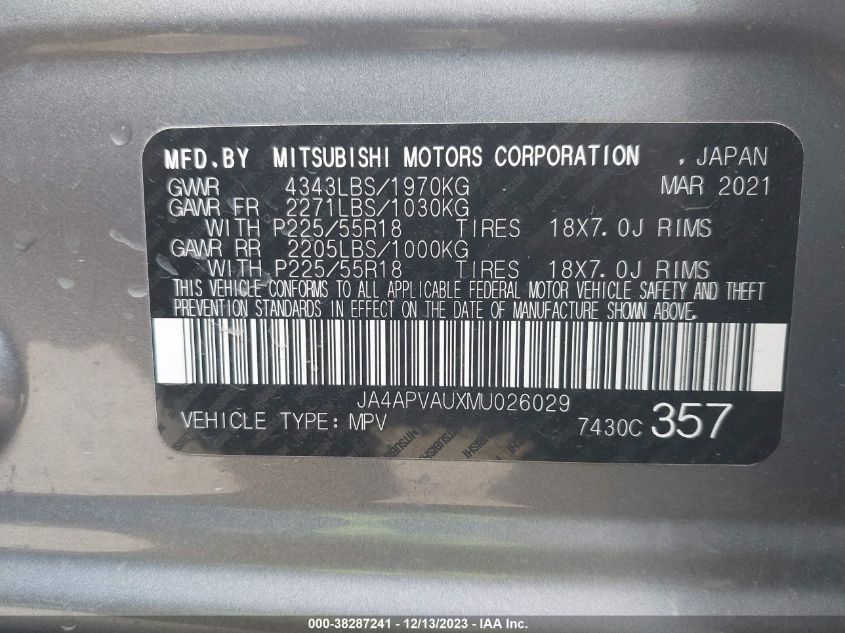 MFD.BY MITSUBISHI MOTORS CORPORATION , JAPAN
GWWR 4343LBS/1970KG MAR 2021
GAWR FR 2271LBS/1030KG
WITH P225/55R18 TIRES 18X7.0J RIMS
GAWR RR 2205LBS/1000KG
WITH P225/55R18 TIRES 18X7.0J RIMS
THIS VEHICLE CONFORMS TO ALL APPLICABLE FEDERAL MOTOR VEHICLE SAFETY AND THEFT
PREVENTION STANDARDS IN EFFECT ON THE DATE OF MANUFACTURE SHOWN ABOVE.
JA4APVAUXMU026029
VEHICLE TYPE: MPV 7430C 357
000-38287241 - 12/13/2023 - IAA Inc.